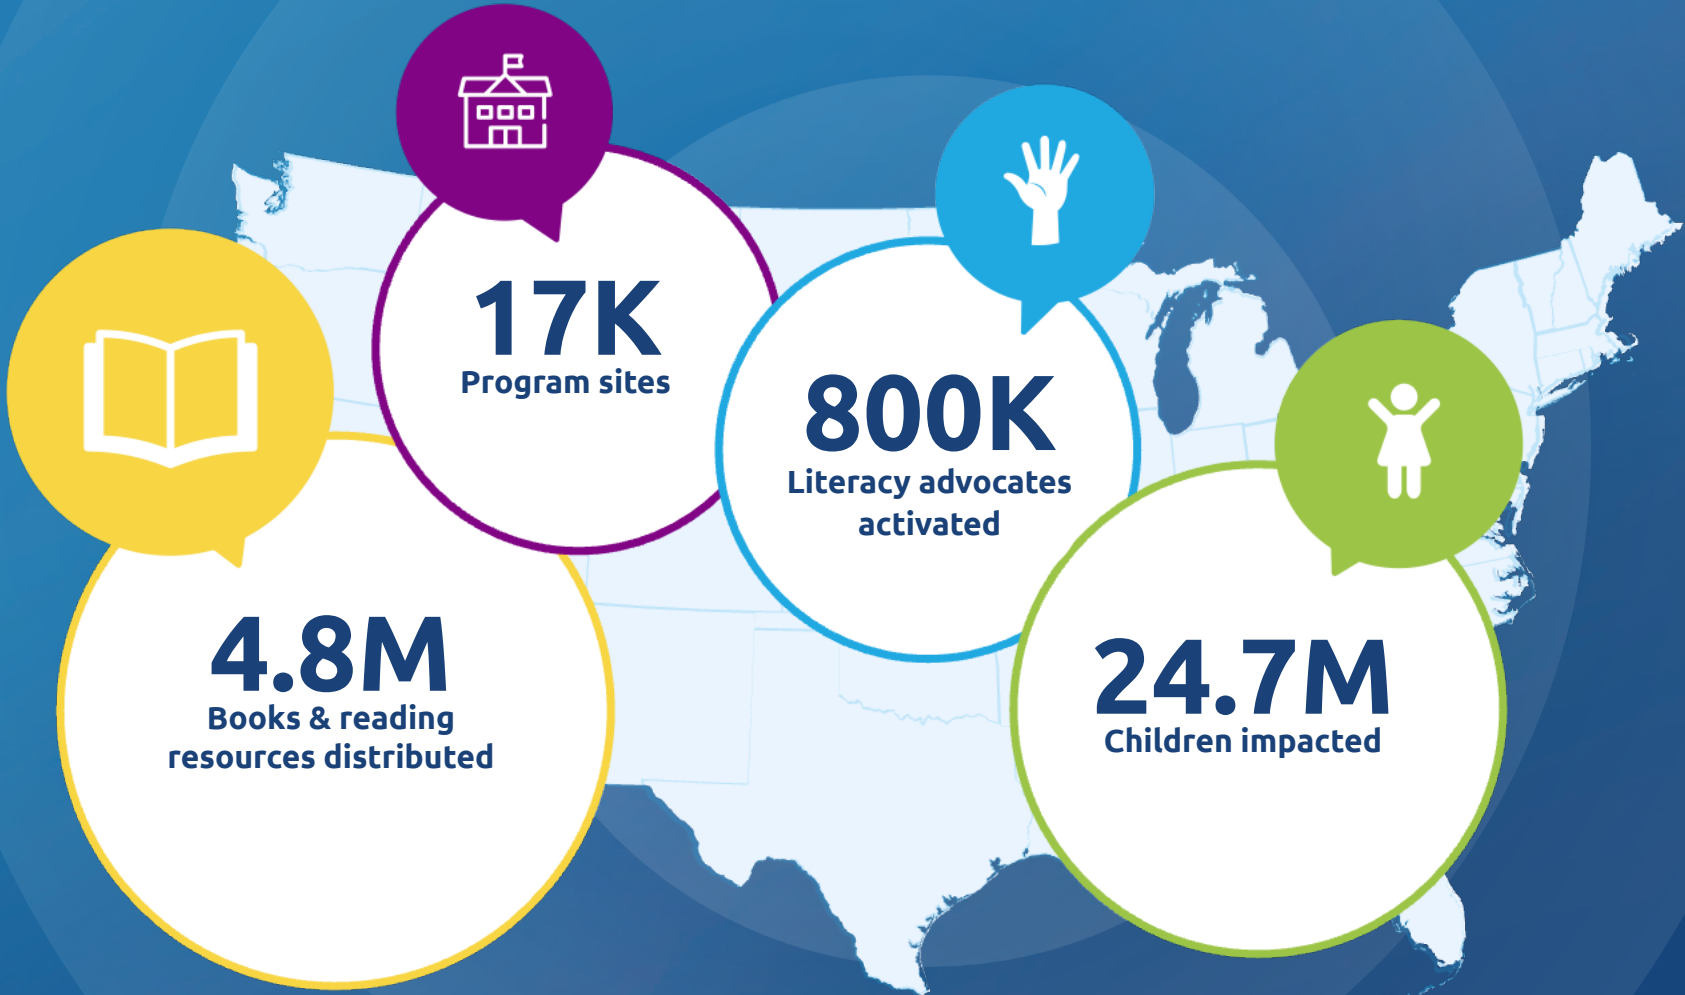 17K
Program sites
800K
Literacy advocates
activated
4.8M
Books & reading
resources distributed
24.7M
Children impacted